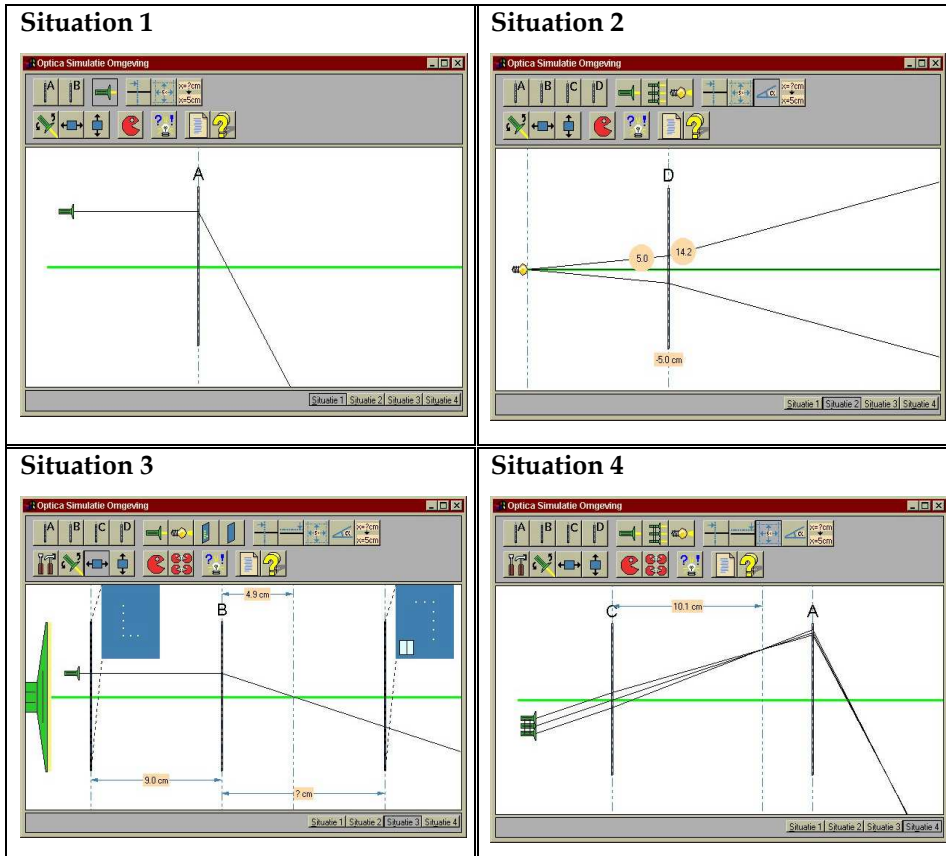 Situation 1
Optica Simulatie Omgeving
A B x=?cm
x=5cm
? !
?
A
Situatie 1 Situatie 2 Situatie 3 Situatie 4
Situation 2
Optica Simulatie Omgeving
A B C D α x=?cm
x=5cm
? !
?
D
5.0 14.2
-5.0 cm
Situatie 1 Situatie 2 Situatie 3 Situatie 4
Situation 3
Optica Simulatie Omgeving
A B C D α x=?cm
x=5cm
? !
?
4.9 cm
B
9.0 cm
? cm
Situatie 1 Situatie 2 Situatie 3 Situatie 4
Situation 4
Optica Simulatie Omgeving
A B C D α x=?cm
x=5cm
? !
?
C 10.1 cm A
Situatie 1 Situatie 2 Situatie 3 Situatie 4